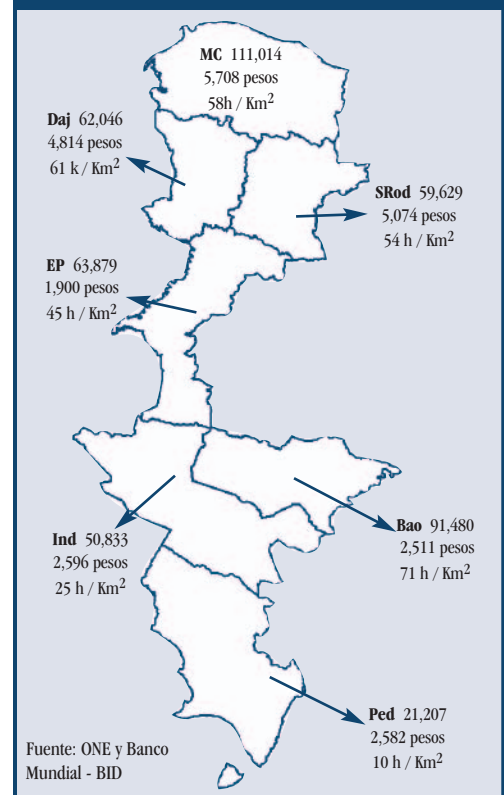 MC 111,014
5,708 pesos
58h / Km²
Daj 62,046
4,814 pesos
61 k / Km²
SRod 59,629
5,074 pesos
54 h / Km²
EP 63,879
1,900 pesos
45 h / Km²
Ind 50,833
2,596 pesos
25 h / Km²
Bao 91,480
2,511 pesos
71 h / Km²
Ped 21,207
2,582 pesos
10 h / Km²
Fuente: ONE y Banco
Mundial - BID